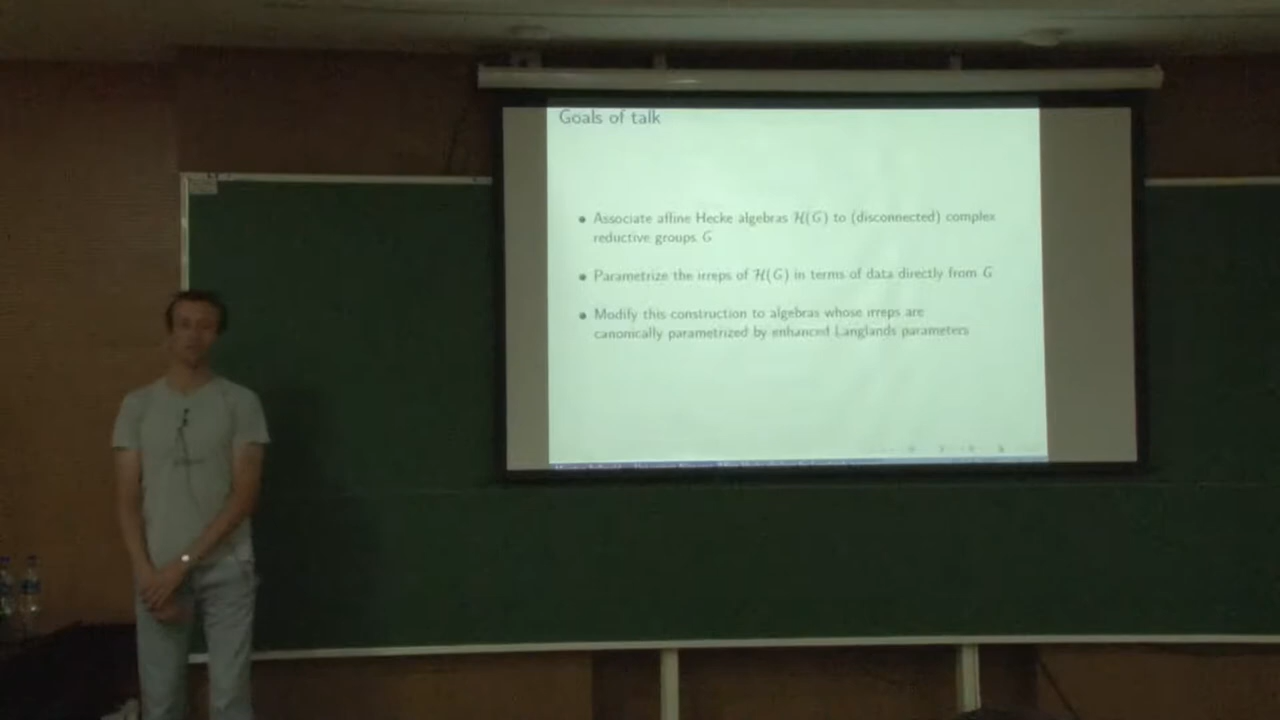 Goals of talk
• Associate affine Hecke algebras ℋ(G) to (disconnected) complex
reductive groups G
• Parametrize the irreps of ℋ(G) in terms of data directly from G
• Modify this construction to algebras whose irreps are
canonically parametrized by enhanced Langlands parameters